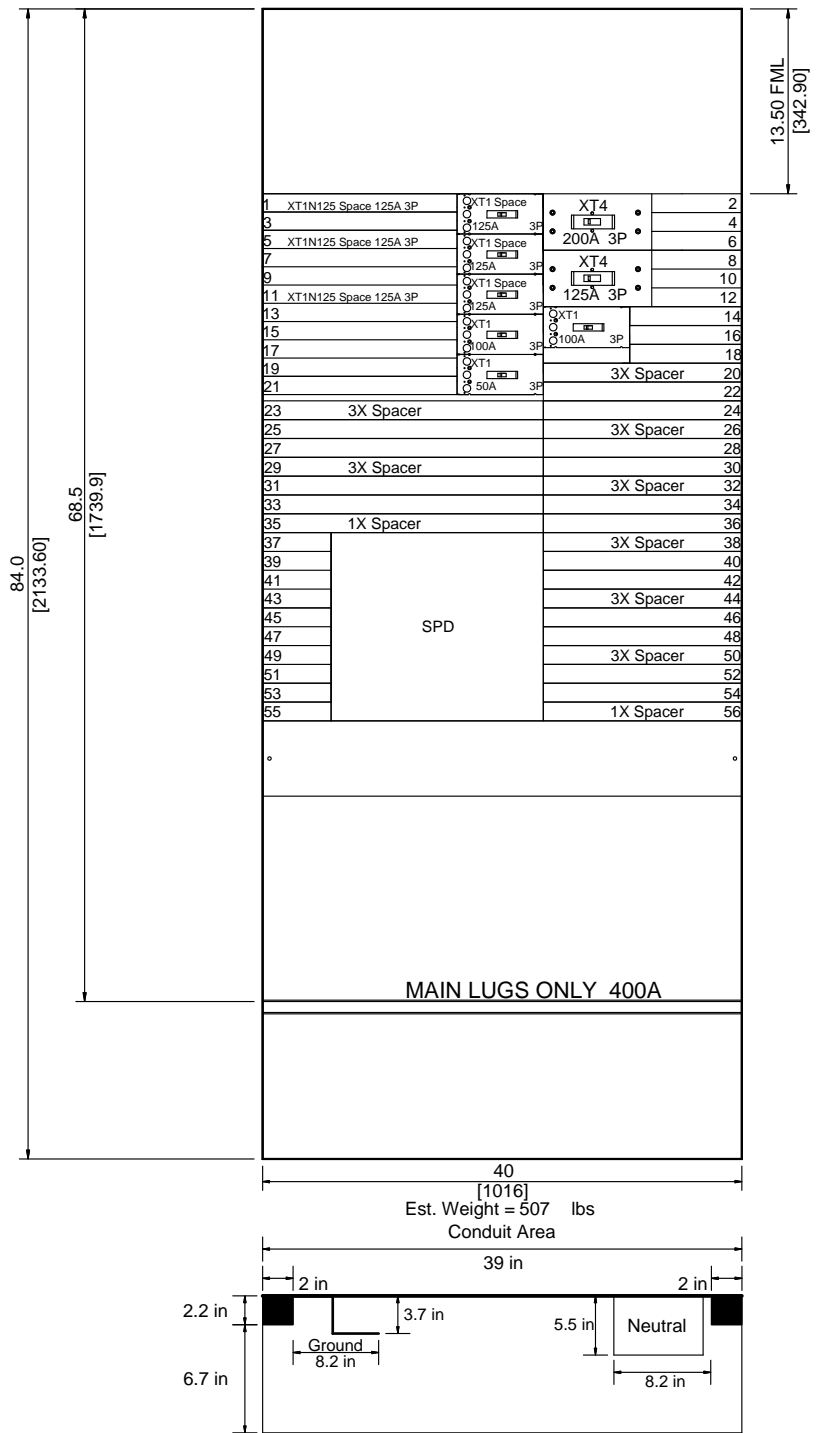 13.50 FML
[342.90]
1 XT1N125 Space 125A 3P
XT1 Space
125A 3P
XT4
200A 3P
2
3
4
5 XT1N125 Space 125A 3P
XT1 Space
125A 3P
6
7
XT4
125A 3P
8
9
10
11 XT1N125 Space 125A 3P
XT1 Space
125A 3P
12
13
XT1
100A 3P
XT1
100A 3P
14
15
16
17
XT1
50A 3P
18
19
3X Spacer 20
21
22
23 3X Spacer
24
25
3X Spacer 26
27
28
29 3X Spacer
30
31
3X Spacer 32
33
34
35 1X Spacer
36
37
3X Spacer 38
39
40
41
42
43
3X Spacer 44
45
SPD
46
47
48
49
3X Spacer 50
51
52
53
54
55
1X Spacer 56
68.5
[1739.9]
84.0
[2133.60]
MAIN LUGS ONLY 400A
40
[1016]
Est. Weight = 507 lbs
Conduit Area
39 in
2 in
2 in
2.2 in
3.7 in
5.5 in
Neutral
Ground
8.2 in
8.2 in
6.7 in